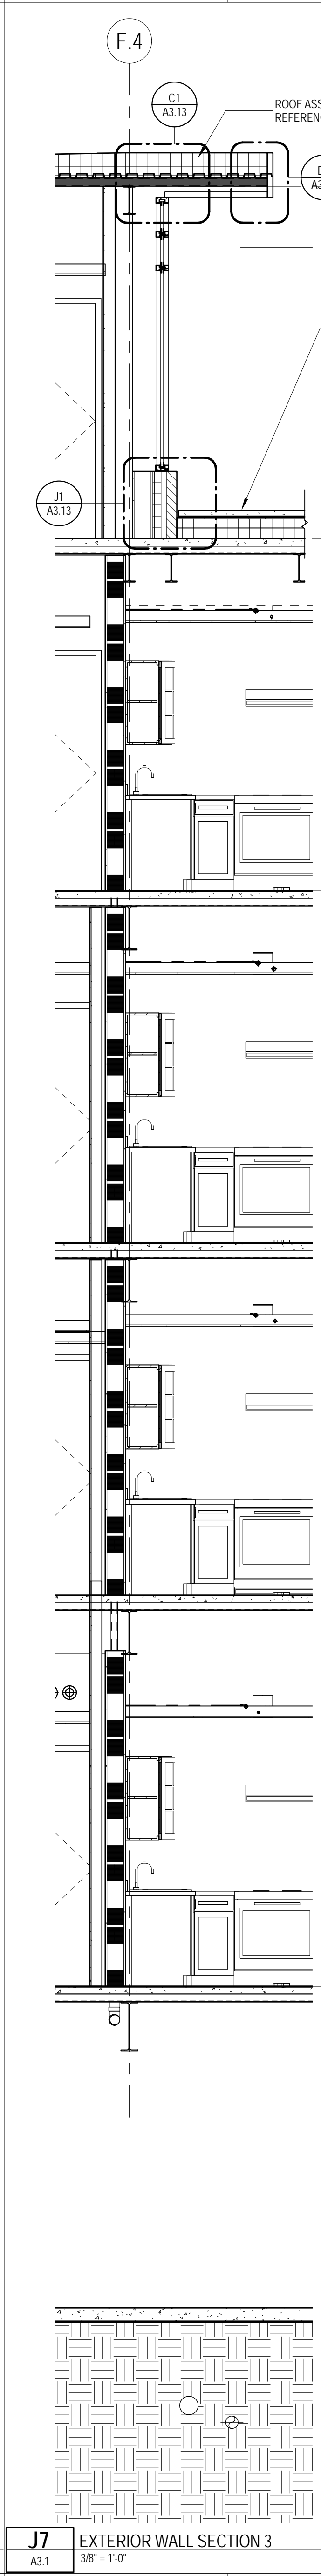 F.4
C1
A3.13
ROOF ASS
REFEREN
D
A3
J1
A3.13
J7
A3.1
EXTERIOR WALL SECTION 3
3/8" = 1'-0"